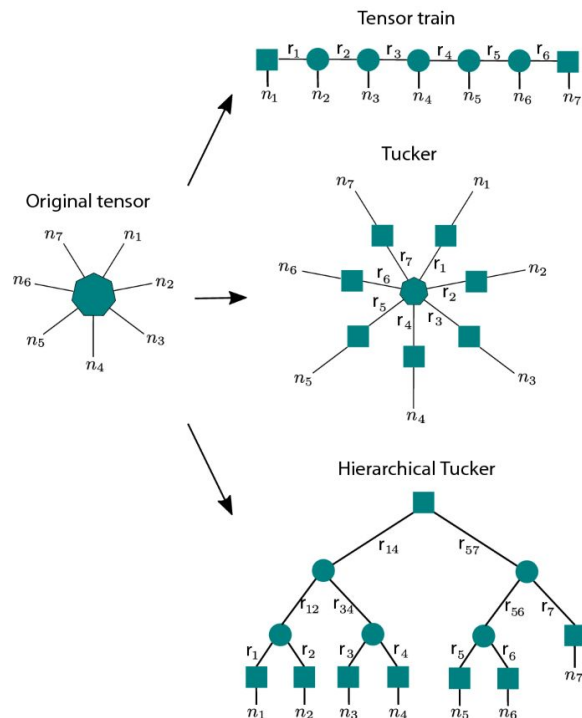 Tensor train
r₁ r₂ r₃ r₄ r₅ r₆
n₁ n₂ n₃ n₄ n₅ n₆ n₇
Original tensor
n₇ n₁
n₆ n₂
n₅ n₃
n₄
Tucker
n₇ n₁
r₇ r₁
n₆ r₆ r₂ n₂
r₅ r₄ r₃
n₅ n₃
n₄
Hierarchical Tucker
r₁₄ r₅₇
r₁₂ r₃₄ r₅₆ r₇
r₁ r₂ r₃ r₄ r₅ r₆
n₇
n₁ n₂ n₃ n₄ n₅ n₆